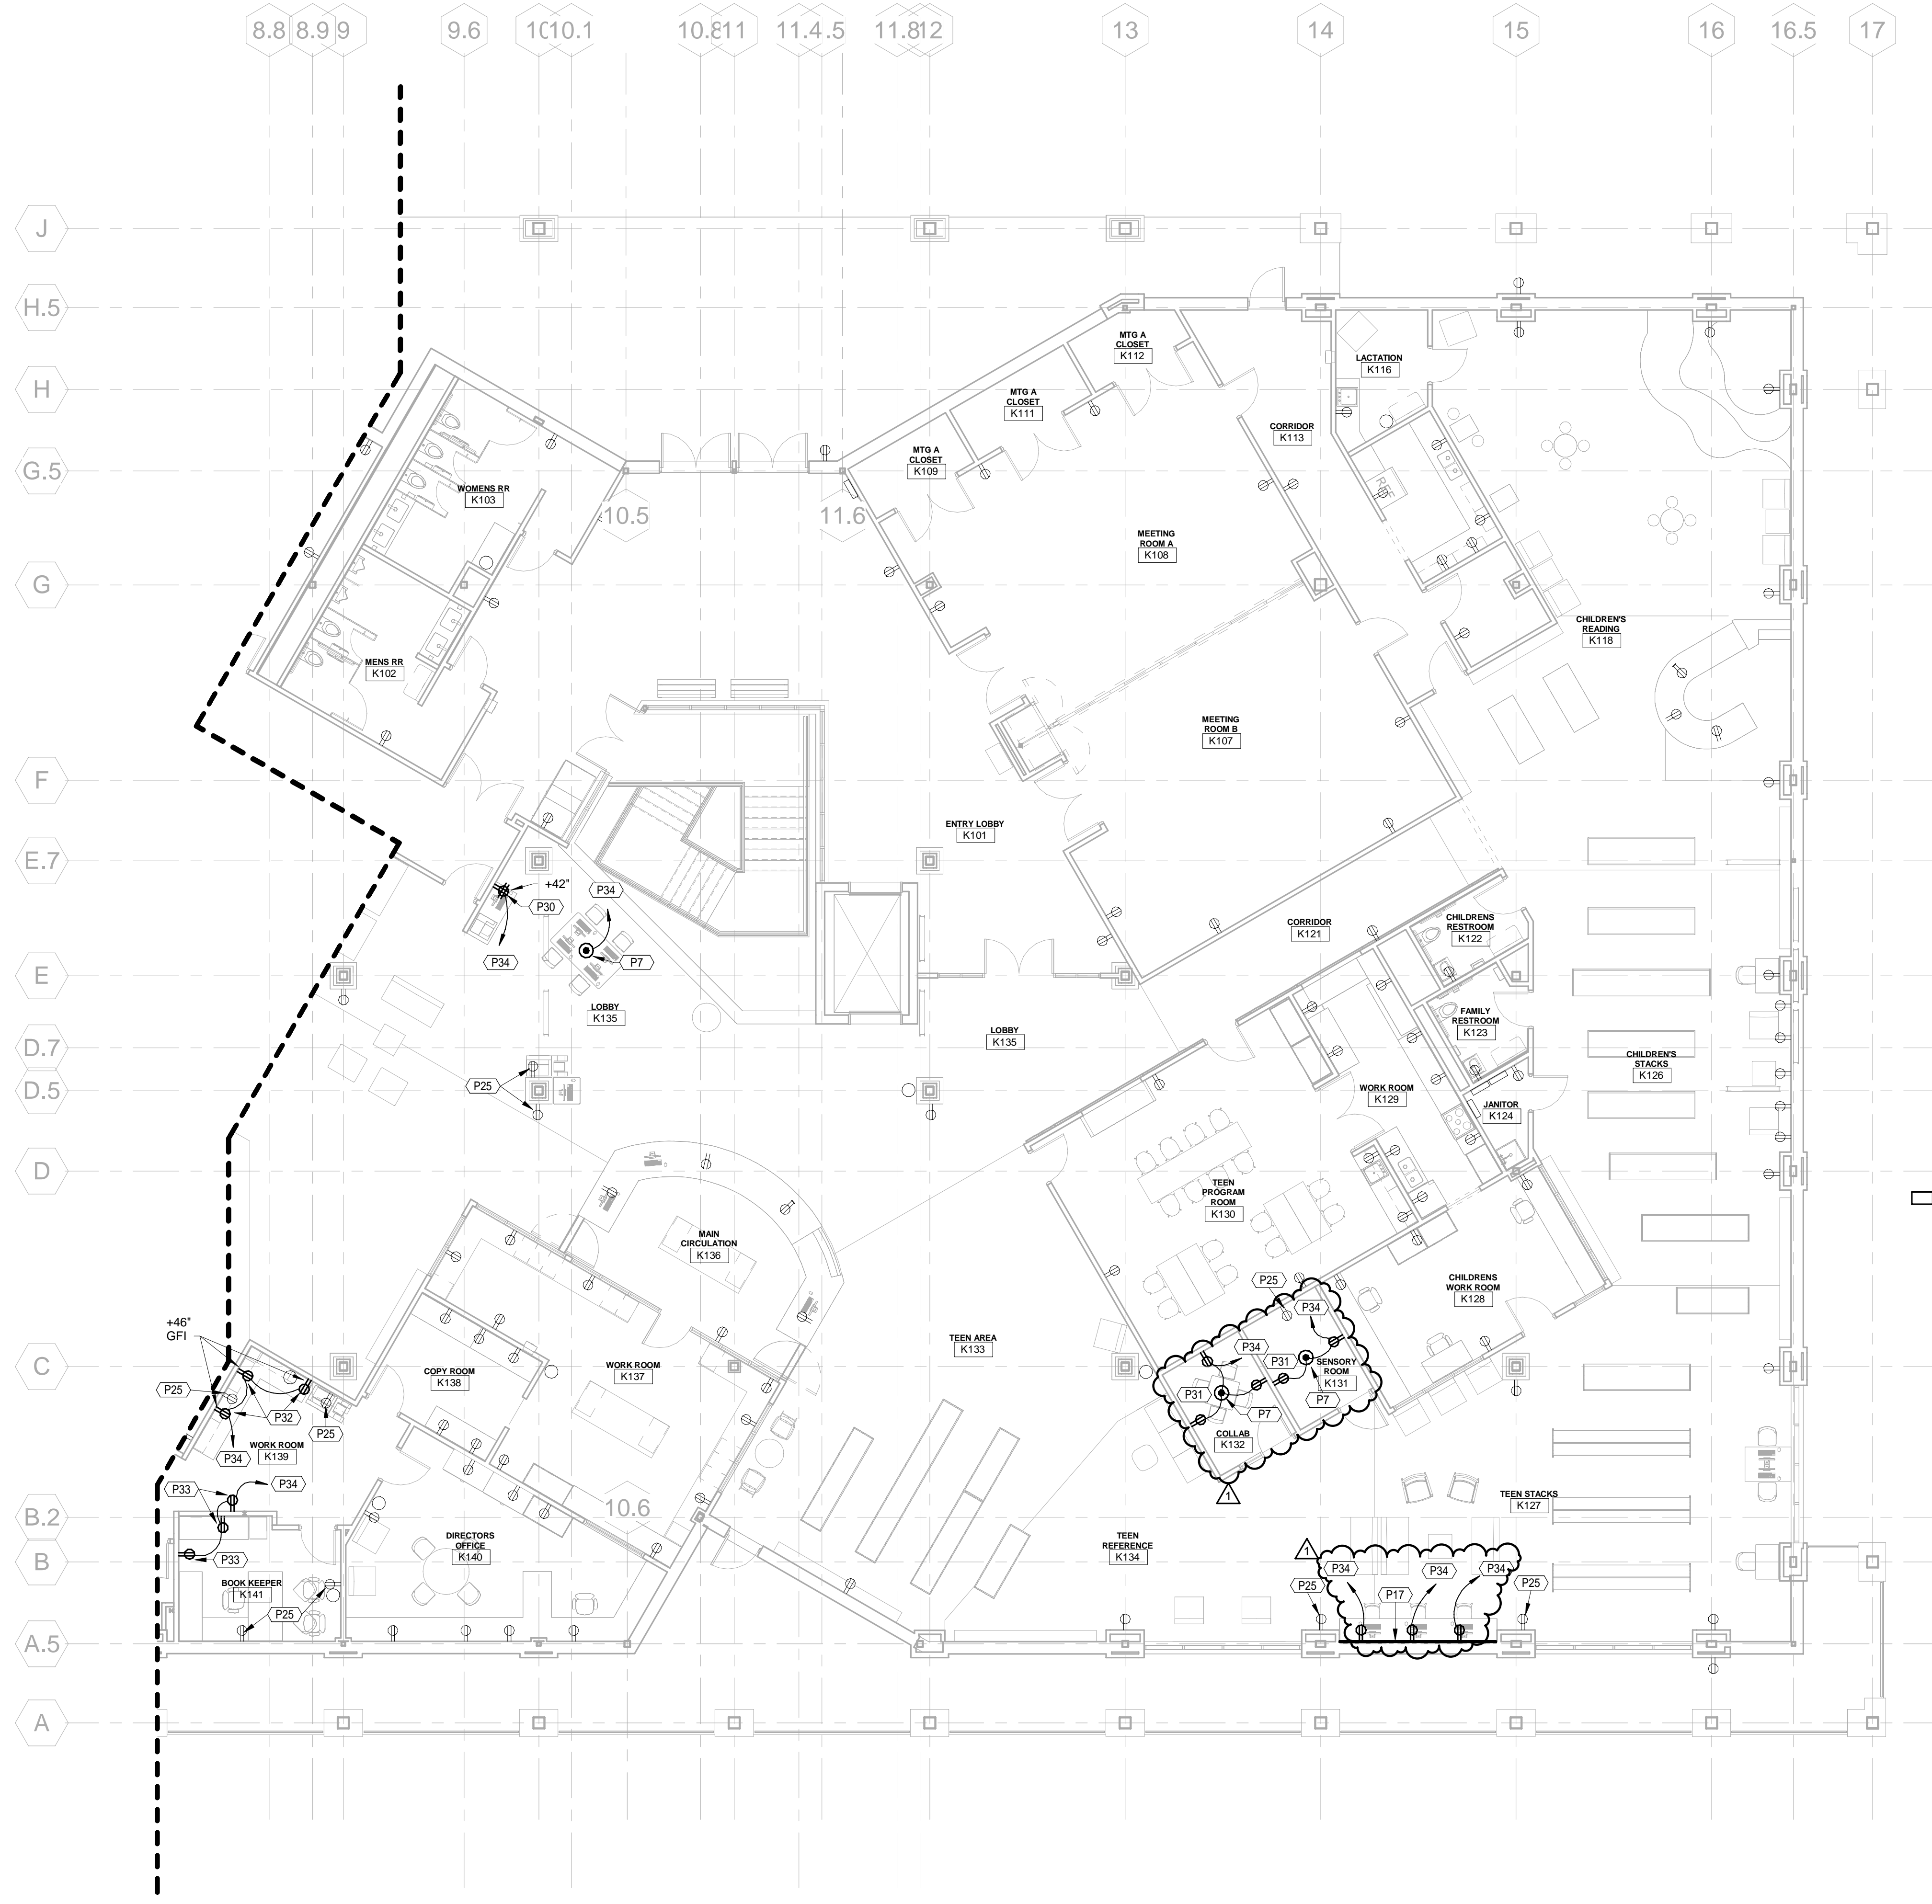 8.8
8.9
9
9.6
10
10.1
10.8
11
11.4
.5
11.8
12
13
14
15
16
16.5
17
J
H.5
MTG A
CLOSET
K112
LACTATION
K116
H
MTG A
CLOSET
K111
CORRIDOR
K113
MTG A
CLOSET
K109
G.5
WOMENS RR
K103
REF
10.5
11.6
MEETING
ROOM A
K108
G
CHILDREN'S
READING
K118
MENS RR
K102
MEETING
ROOM B
K107
F
ENTRY LOBBY
K101
E.7
+42"
P34
P30
CORRIDOR
K121
CHILDRENS
RESTROOM
K122
P34
P7
E
LOBBY
K135
FAMILY
RESTROOM
K123
LOBBY
K135
D.7
CHILDREN'S
STACKS
K126
P25
D.5
WORK ROOM
K129
JANITOR
K124
D
TEEN
PROGRAM
ROOM
K130
MAIN
CIRCULATION
K136
P25
CHILDRENS
WORK ROOM
K128
P34
+46"
GFI
TEEN AREA
K133
P34
C
COPY ROOM
K138
WORK ROOM
K137
P31
SENSORY
ROOM
K131
P25
P31
P7
P32
P7
P25
COLLAB
K132
WORK ROOM
K139
P34
P33
P34
1
TEEN STACKS
K127
10.6
B.2
DIRECTORS
OFFICE
K140
TEEN
REFERENCE
K134
1
B
P33
P34
P34
P34
BOOK KEEPER
K141
P25
P25
P17
P25
A.5
A